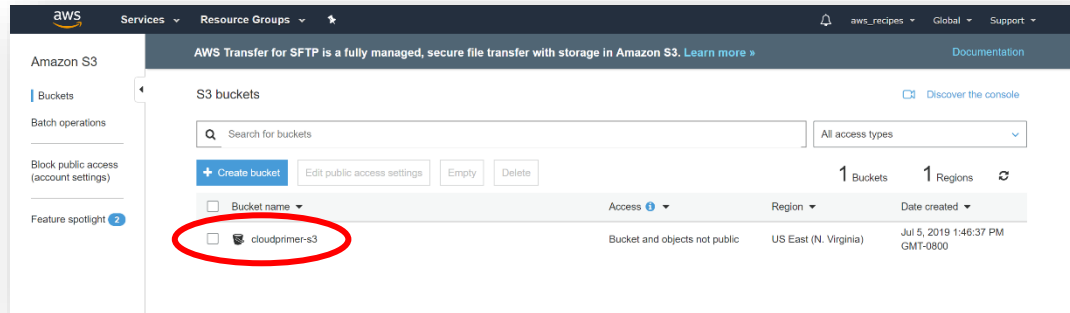 aws Services Resource Groups aws_recipes Global Support
Amazon S3
AWS Transfer for SFTP is a fully managed, secure file transfer with storage in Amazon S3. Learn more » Documentation
Buckets
Batch operations
Block public access
(account settings)
Feature spotlight 2
S3 buckets Discover the console
Search for buckets All access types
+ Create bucket Edit public access settings Empty Delete 1 Buckets 1 Regions
Bucket name Access Region Date created
cloudprimer-s3 Bucket and objects not public US East (N. Virginia) Jul 5, 2019 1:46:37 PM
GMT-0800